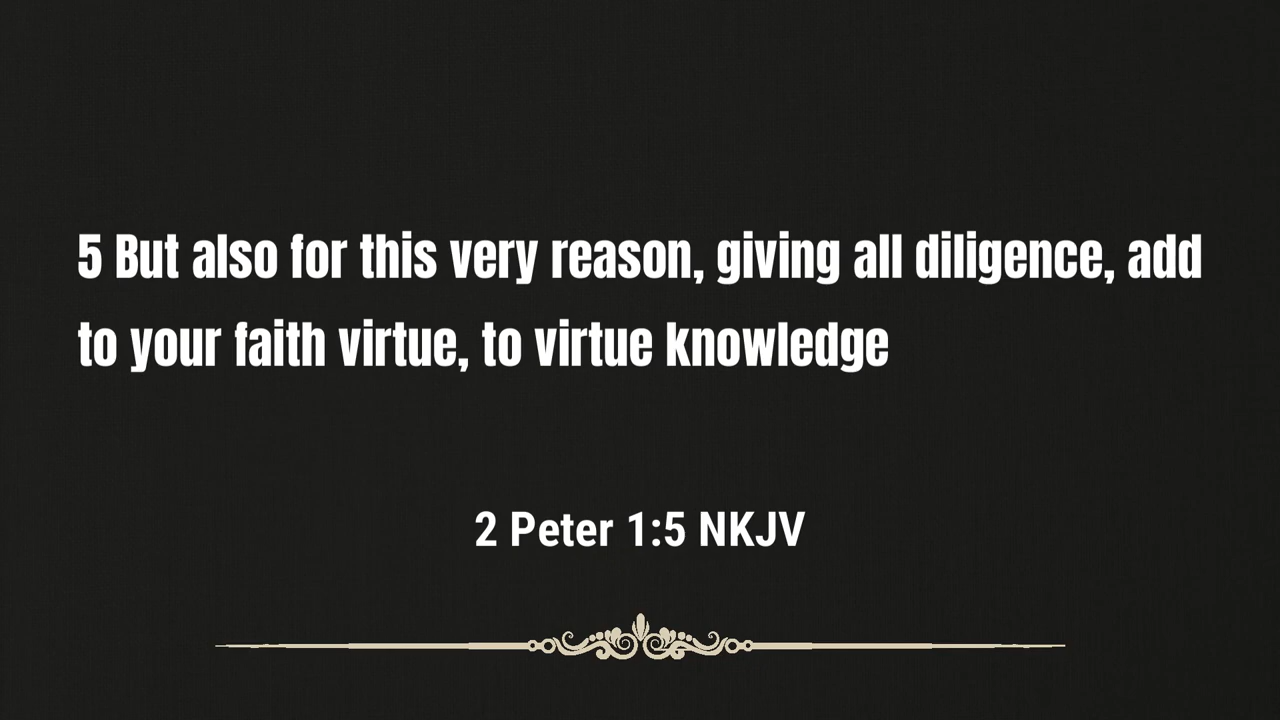 5 But also for this very reason, giving all diligence, add
to your faith virtue, to virtue knowledge
2 Peter 1:5 NKJV